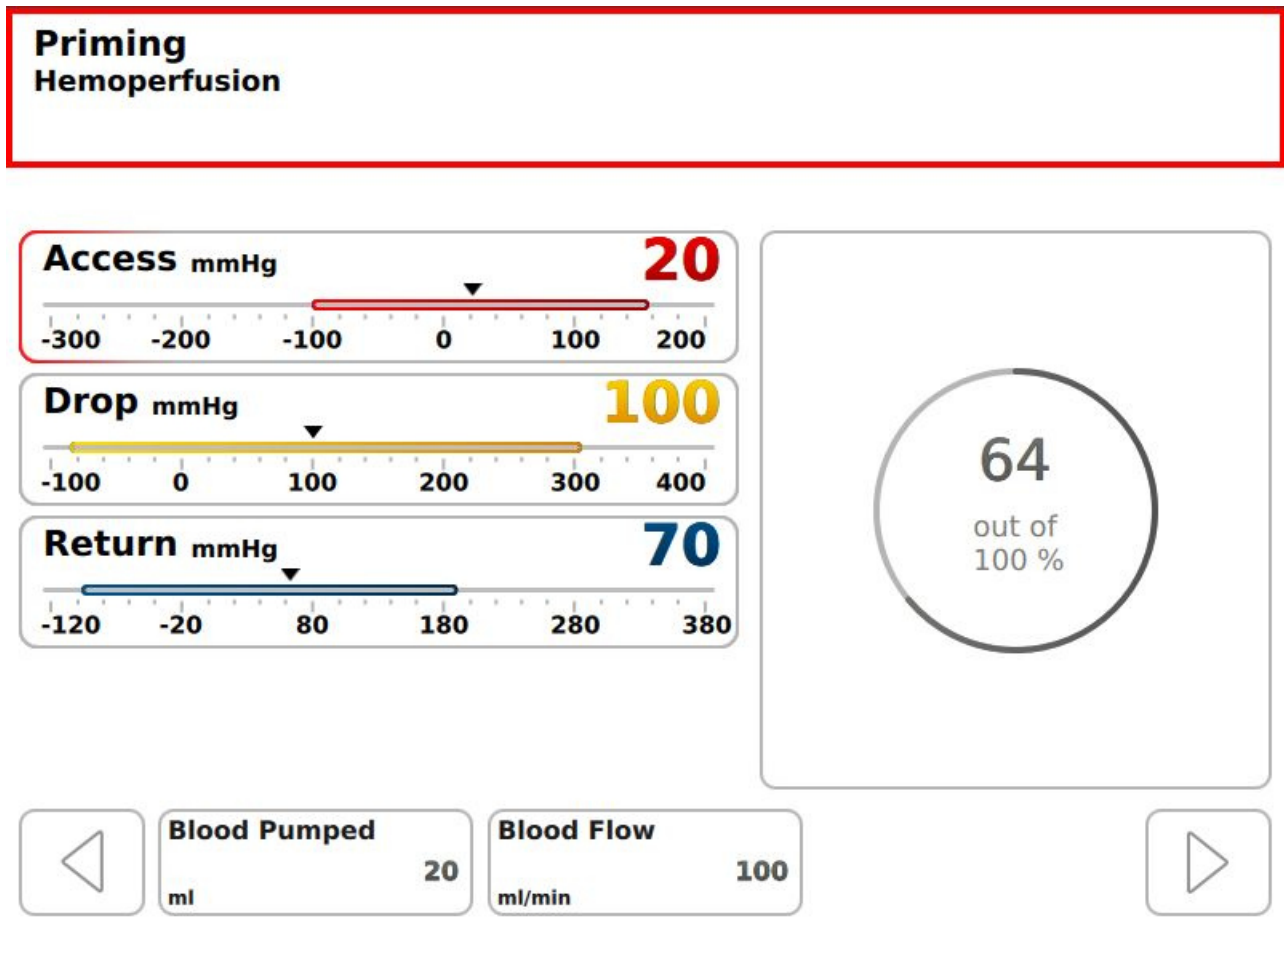 Priming
Hemoperfusion
Access mmHg 20
-300 -200 -100 0 100 200
Drop mmHg 100
-100 0 100 200 300 400
Return mmHg 70
-120 -20 80 180 280 380
64
out of
100 %
Blood Pumped
20
ml
Blood Flow
100
ml/min